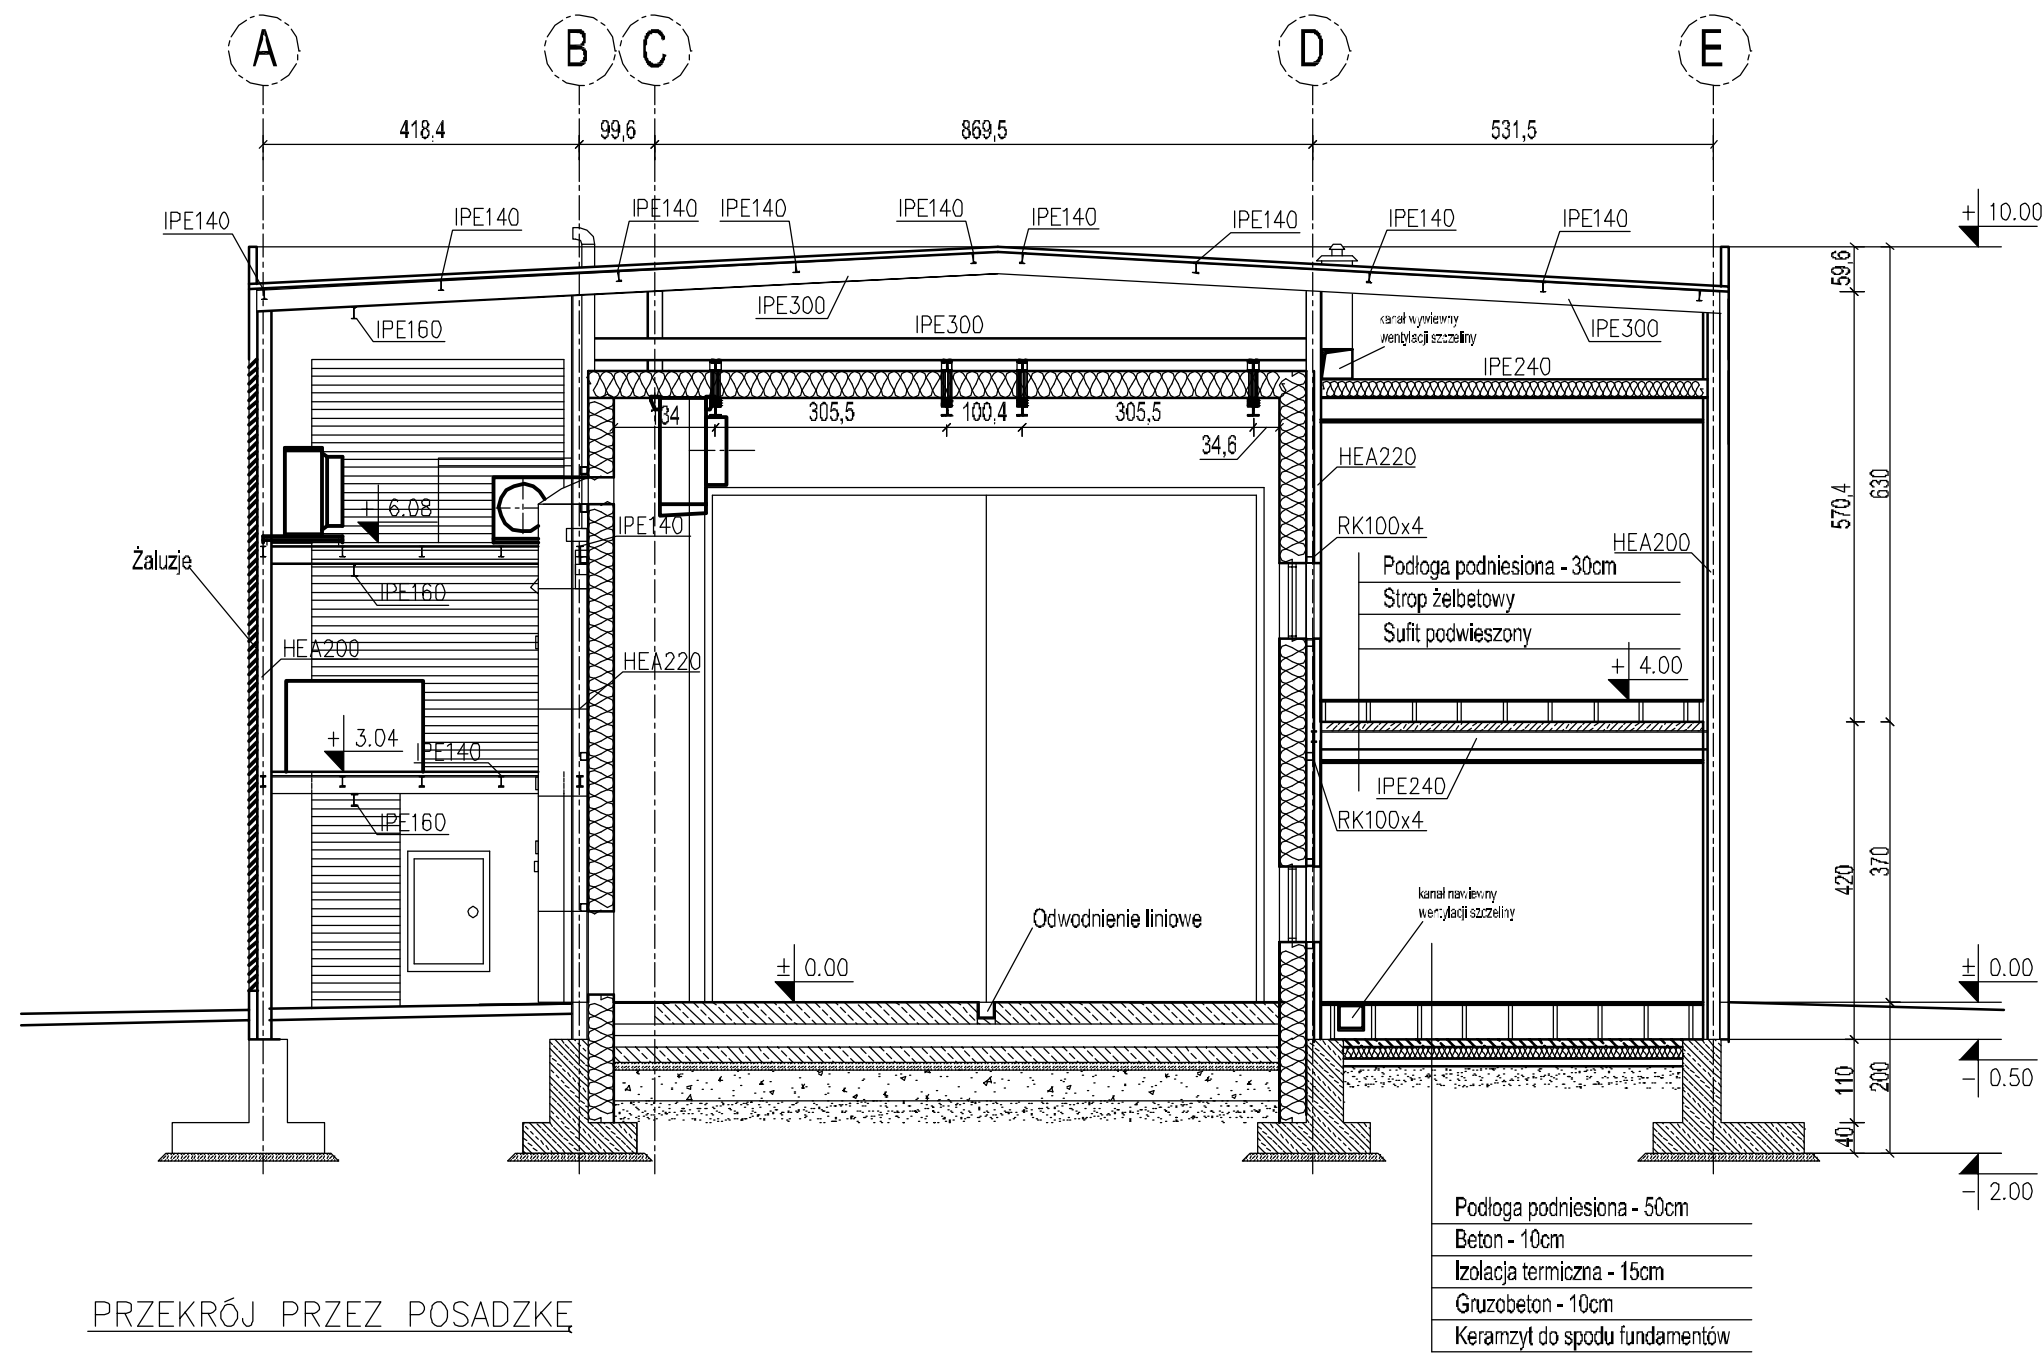 A
B
C
D
E
418.4
99,6
869,5
531,5
IPE140
IPE140
IPE140
IPE140
IPE140
IPE140
IPE140
IPE140
IPE140
+ 10.00
59,6
IPE300
IPE300
IPE160
IPE300
kanał wywiewny
wentylacji szczeliny
IPE240
34
305,5
100,4
305,5
34,6
HEA220
630
570,4
+ 6.08
IPE140
RK100x4
HEA200
Żaluzje
Podłoga podniesiona - 30cm
Strop żelbetowy
Sufit podwieszony
IPE160
HEA200
HEA220
+ 4.00
+ 3.04
IPE140
IPE240
IPE160
RK100x4
420
370
kanał nawiewny
wentylacji szczeliny
Odwodnienie liniowe
± 0.00
± 0.00
- 0.50
110
200
40
- 2.00
Podłoga podniesiona - 50cm
Beton - 10cm
Izolacja termiczna - 15cm
Gruzobeton - 10cm
Keramzyt do spodu fundamentów
PRZEKRÓJ PRZEZ POSADZKĘ